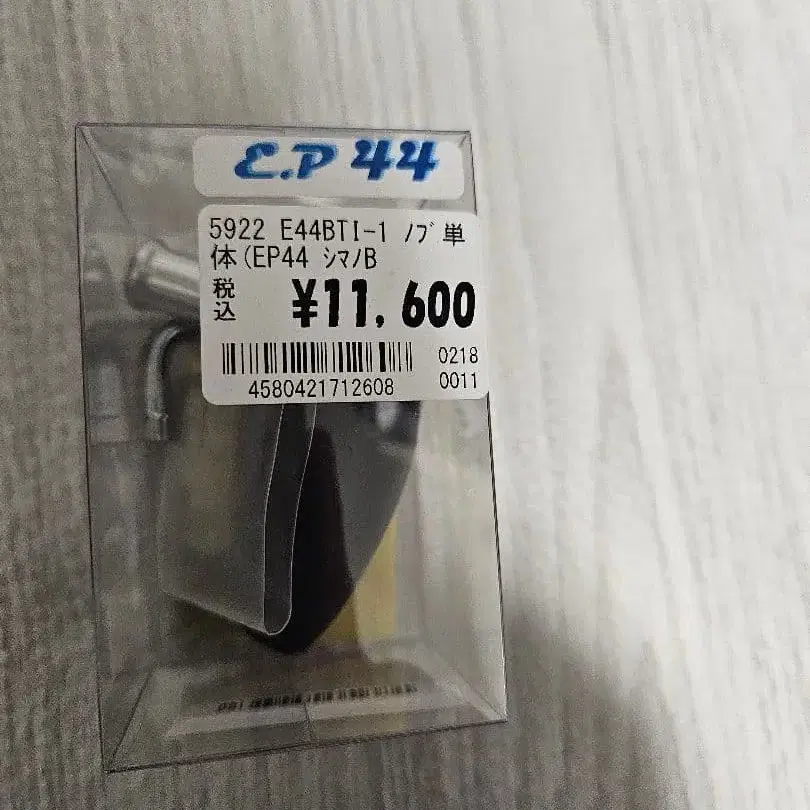 E.P 44
5922 E44BTI-1 ﾉﾌﾞ単
体(EP44 ｼﾏﾉB
税込 ¥11,600
0218
4580421712608 0011